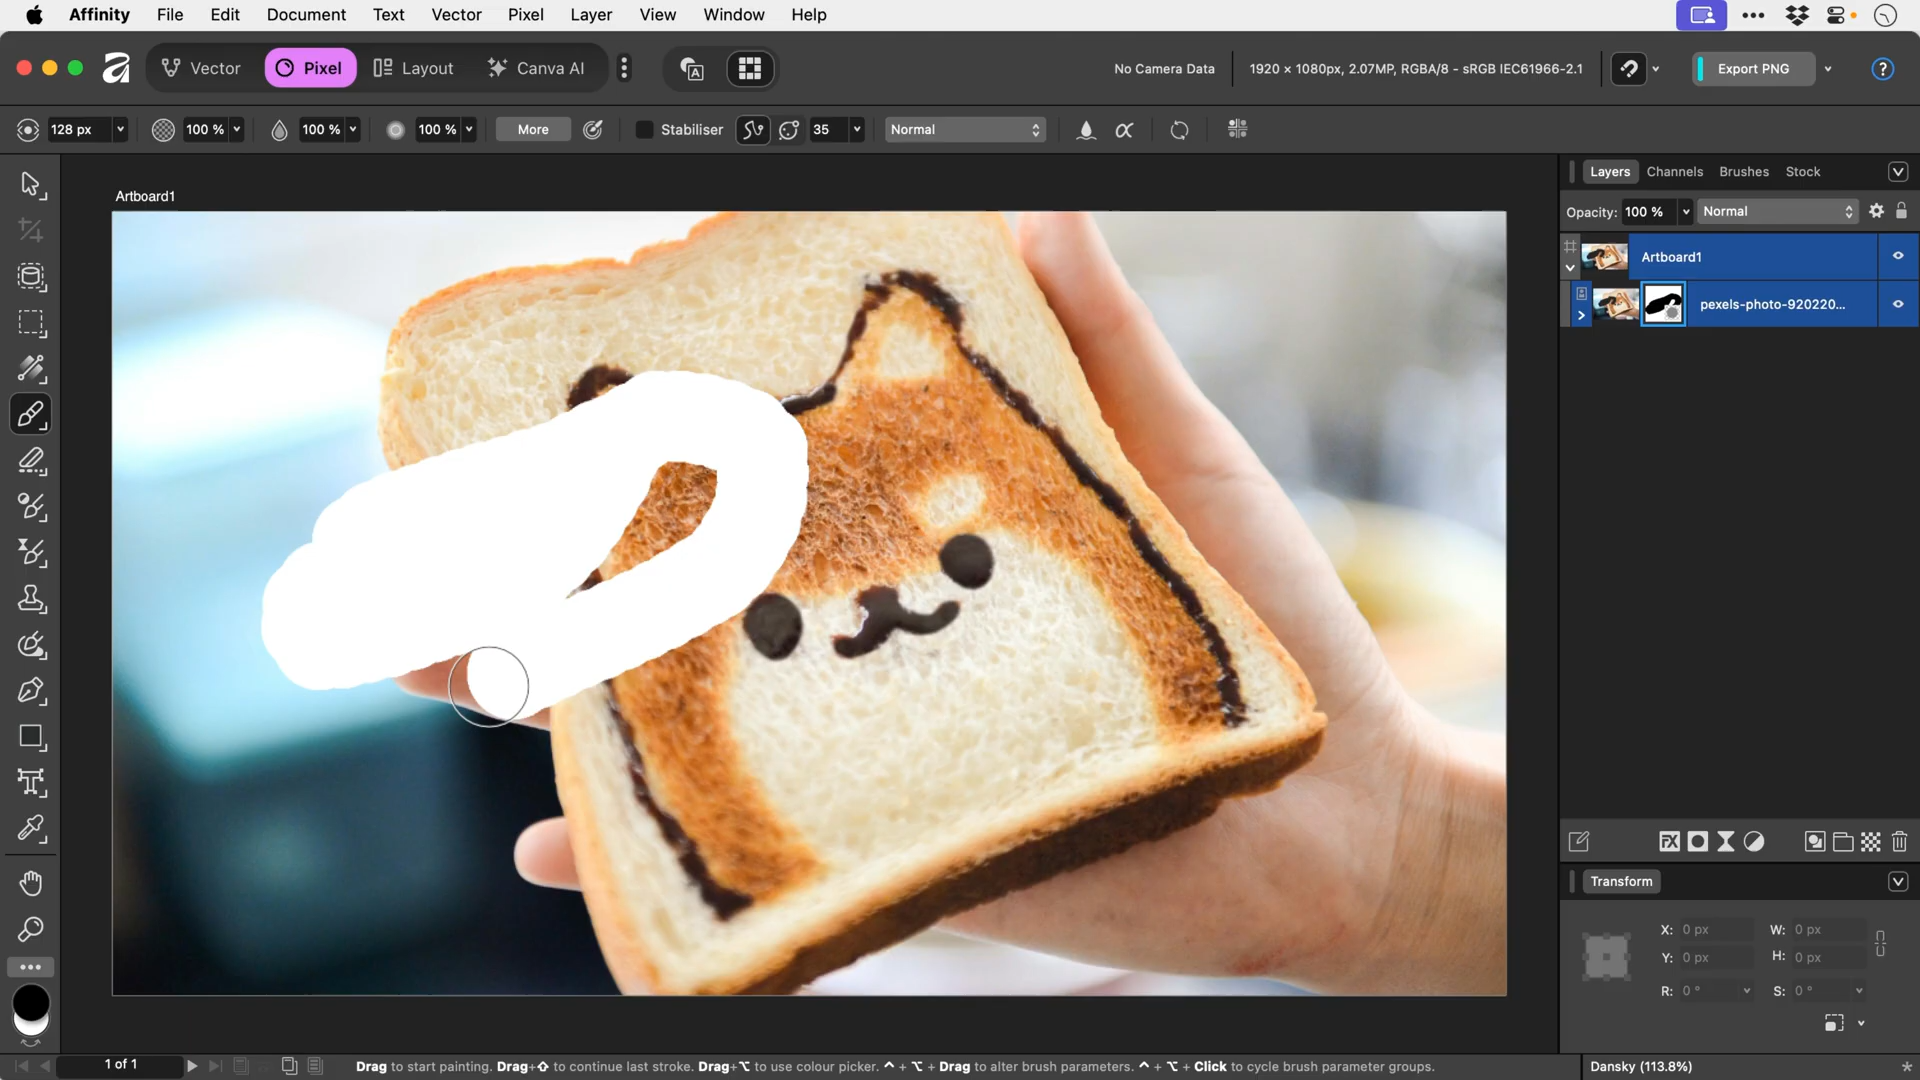 Affinity File Edit Document Text Vector Pixel Layer View Window Help
Vector Pixel Layout Canva AI No Camera Data 1920 × 1080px, 2.07MP, RGBA/8 - sRGB IEC61966-2.1 Export PNG
128 px 100 % 100 % 100 % More Stabiliser 35 Normal
Artboard1
Layers Channels Brushes Stock
Opacity: 100 % Normal
Artboard1
pexels-photo-920220...
FX
Transform
X: 0 px W: 0 px
Y: 0 px H: 0 px
R: 0 ° S: 0 °
1 of 1 Drag to start painting. Drag+⇧ to continue last stroke. Drag+⌥ to use colour picker. ^ + ⌥ + Drag to alter brush parameters. ^ + ⌥ + Click to cycle brush parameter groups. Dansky (113.8%)